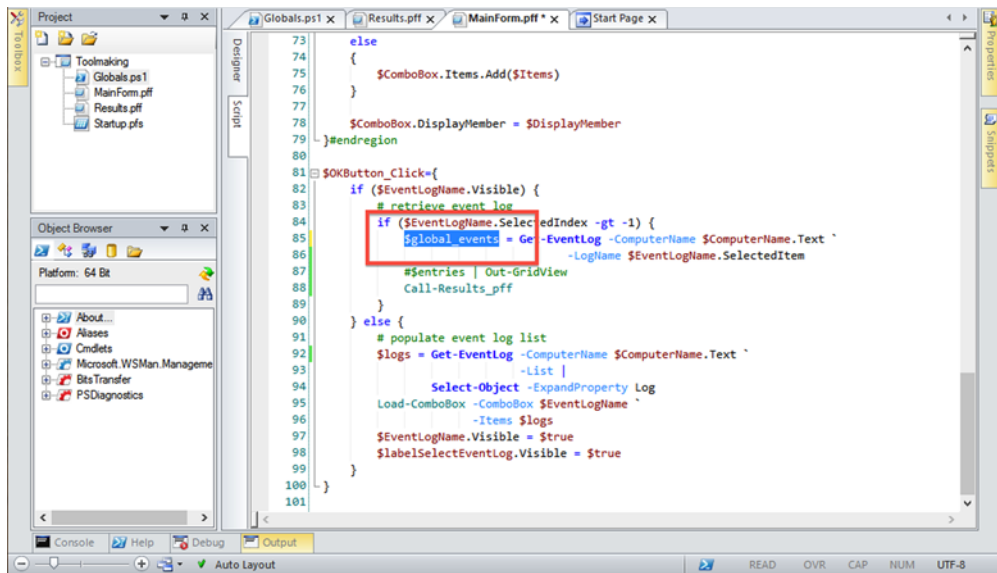 Project
Globals.ps1 x
Results.pff x
MainForm.pff * x
Start Page x
Toolbox
Toolmaking
Globals.ps1
MainForm.pff
Results.pff
Startup.pfs
Object Browser
Platform: 64 Bit
About...
Aliases
Cmdlets
Microsoft.WSMan.Manageme
BitsTransfer
PSDiagnostics
Designer
Script
73 else
74 {
75 $ComboBox.Items.Add($Items)
76 }
77
78 $ComboBox.DisplayMember = $DisplayMember
79 }#endregion
80
81 $OKButton_Click={
82 if ($EventLogName.Visible) {
83 # retrieve event log
84 if ($EventLogName.SelectedIndex -gt -1) {
85 $global_events = Get-EventLog -ComputerName $ComputerName.Text `
86 -LogName $EventLogName.SelectedItem
87 #$entries | Out-GridView
88 Call-Results_pff
89 }
90 } else {
91 # populate event log list
92 $logs = Get-EventLog -ComputerName $ComputerName.Text `
93 -List |
94 Select-Object -ExpandProperty Log
95 Load-ComboBox -ComboBox $EventLogName `
96 -Items $logs
97 $EventLogName.Visible = $true
98 $labelSelectEventLog.Visible = $true
99 }
100 }
101
Properties
Snippets
Console
Help
Debug
Output
Auto Layout
READ OVR CAP NUM UTF-8